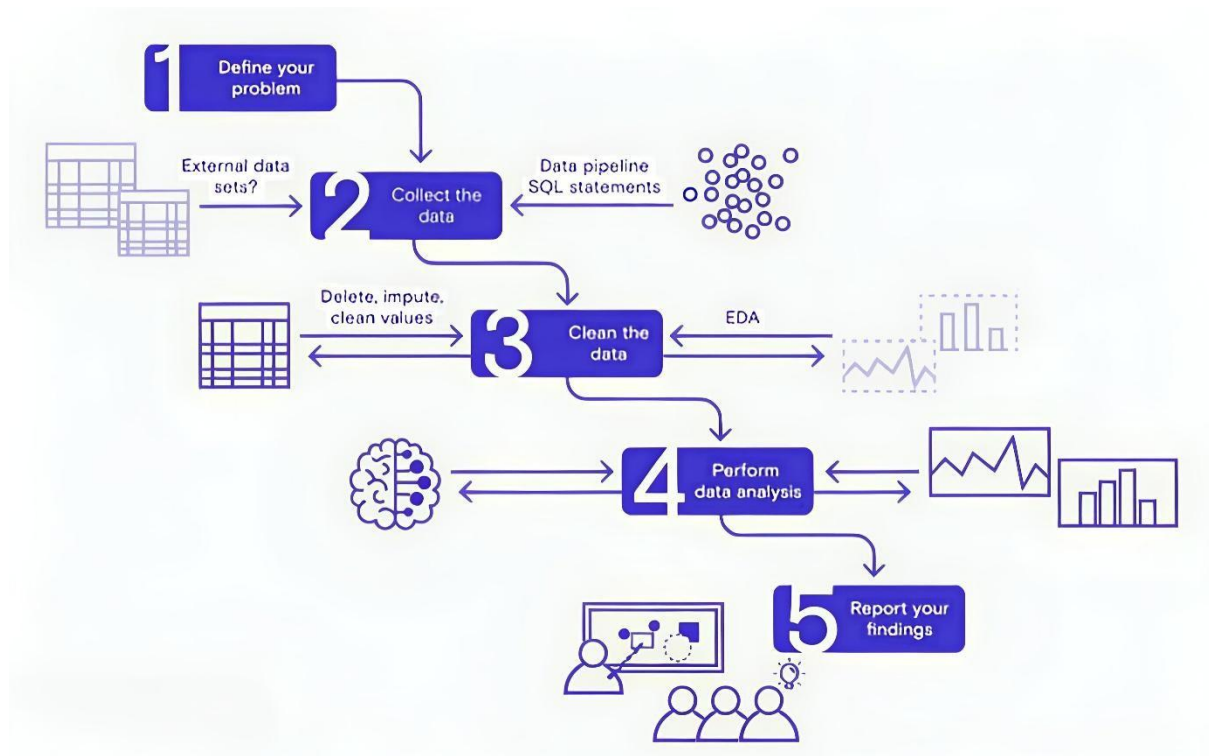 1
Define your
problem
External data
sets?
2
Collect the
data
Data pipeline
SQL statements
Delete, impute,
clean values
3
Clean the
data
EDA
4
Perform
data analysis
5
Report your
findings